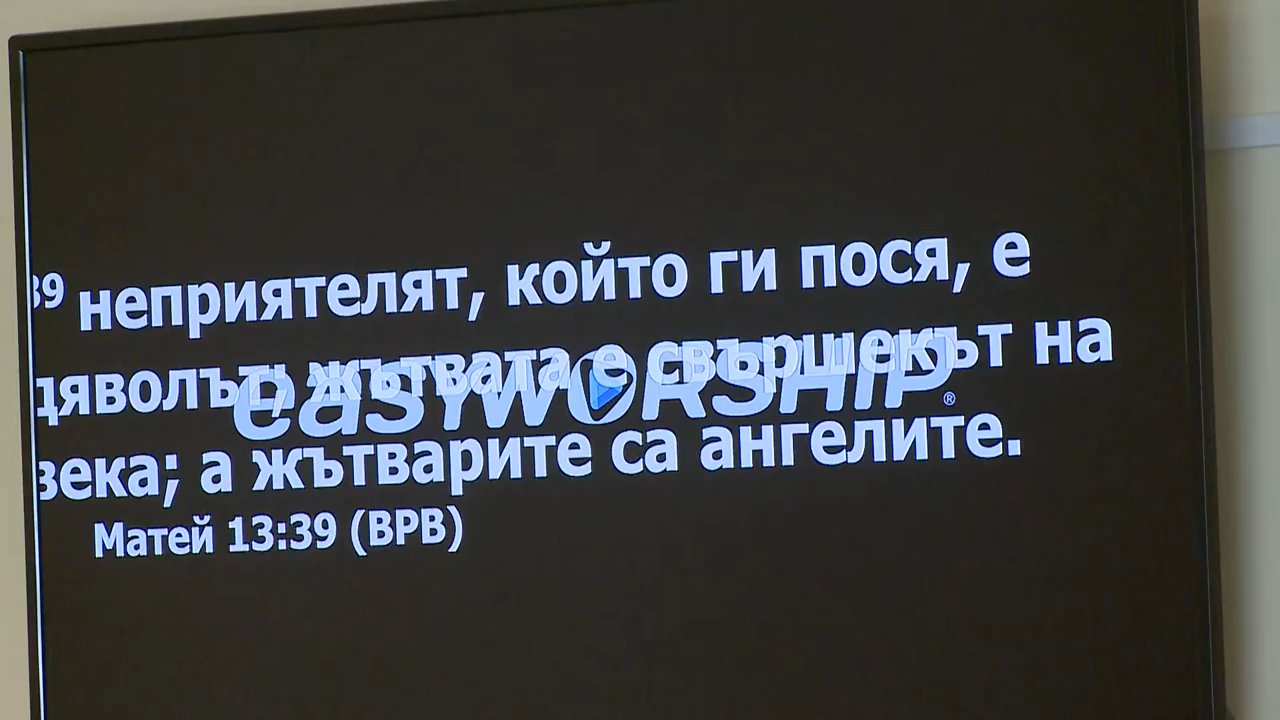 39 неприятелят, който ги пося, е
дяволът; жътвата е свършекът на
века; а жътварите са ангелите.
Матей 13:39 (ВРВ)
easyworship®